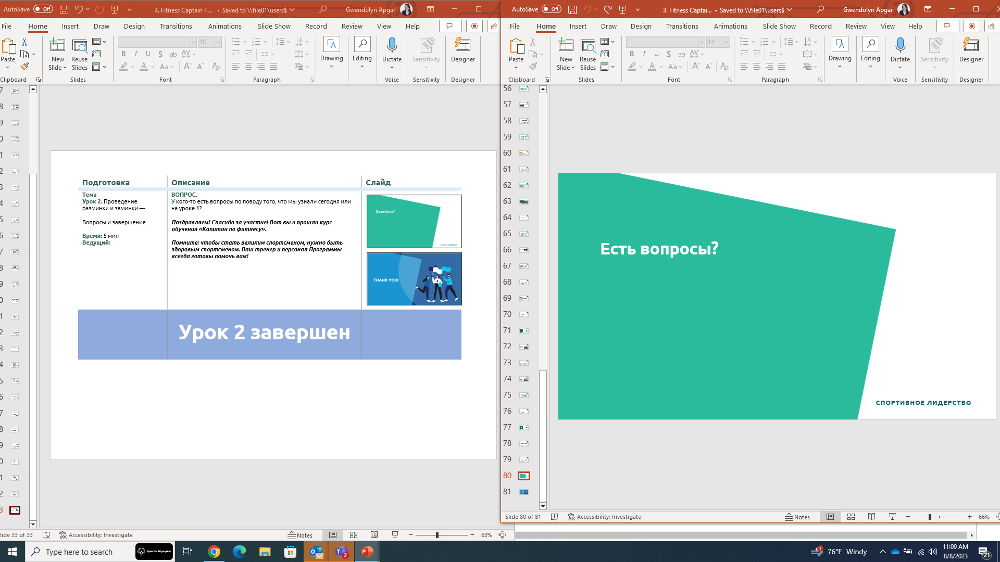 AutoSave Off 4. Fitness Captain F... • Saved to \\file01\users$ Gwendolyn Apgar
File Home Insert Draw Design Transitions Animations Slide Show Record Review View Help
Paste New Slide Reuse Slides 18 Drawing Editing Dictate Sensitivity Designer
Clipboard Slides Font Paragraph Voice Sensitivity Designer
Подготовка
Описание
Слайд
Тема
Урок 2. Проведение
разминки и заминки —
Вопросы и завершение
Время: 5 мин
Ведущий:
ВОПРОС.
У кого-то есть вопросы по поводу того, что мы узнали сегодня или
на уроке 1?
Поздравляем! Спасибо за участие! Вот вы и прошли курс
обучения «Капитан по фитнесу».
Помните: чтобы стать великим спортсменом, нужно быть
здоровым спортсменом. Ваш тренер и персонал Программы
всегда готовы помочь вам!
Questions?
ATHLETE LEADERSHIP
THANK YOU!
Урок 2 завершен
lide 33 of 33 Accessibility: Investigate Notes 83%
AutoSave Off 3. Fitness Captai... • Saved to \\file01\users$ Gwendolyn Apgar
File Home Insert Draw Design Transitions Animations Slide Show Record Review View Help
Paste New Slide Reuse Slides 14 Drawing Editing Dictate Sensitivity Designer
Clipboard Slides Font Paragraph Voice Sensitivity Designer
56
57
58
59
60
61
62
63
64
65
66
67
68
69
70
71
72
73
74
75
76
77
78
79
80
81
Есть вопросы?
СПОРТИВНОЕ ЛИДЕРСТВО
Slide 80 of 81 Accessibility: Investigate Notes 66%
Type here to search Special Olympics 2 1 76°F Windy 11:09 AM
8/8/2023 21